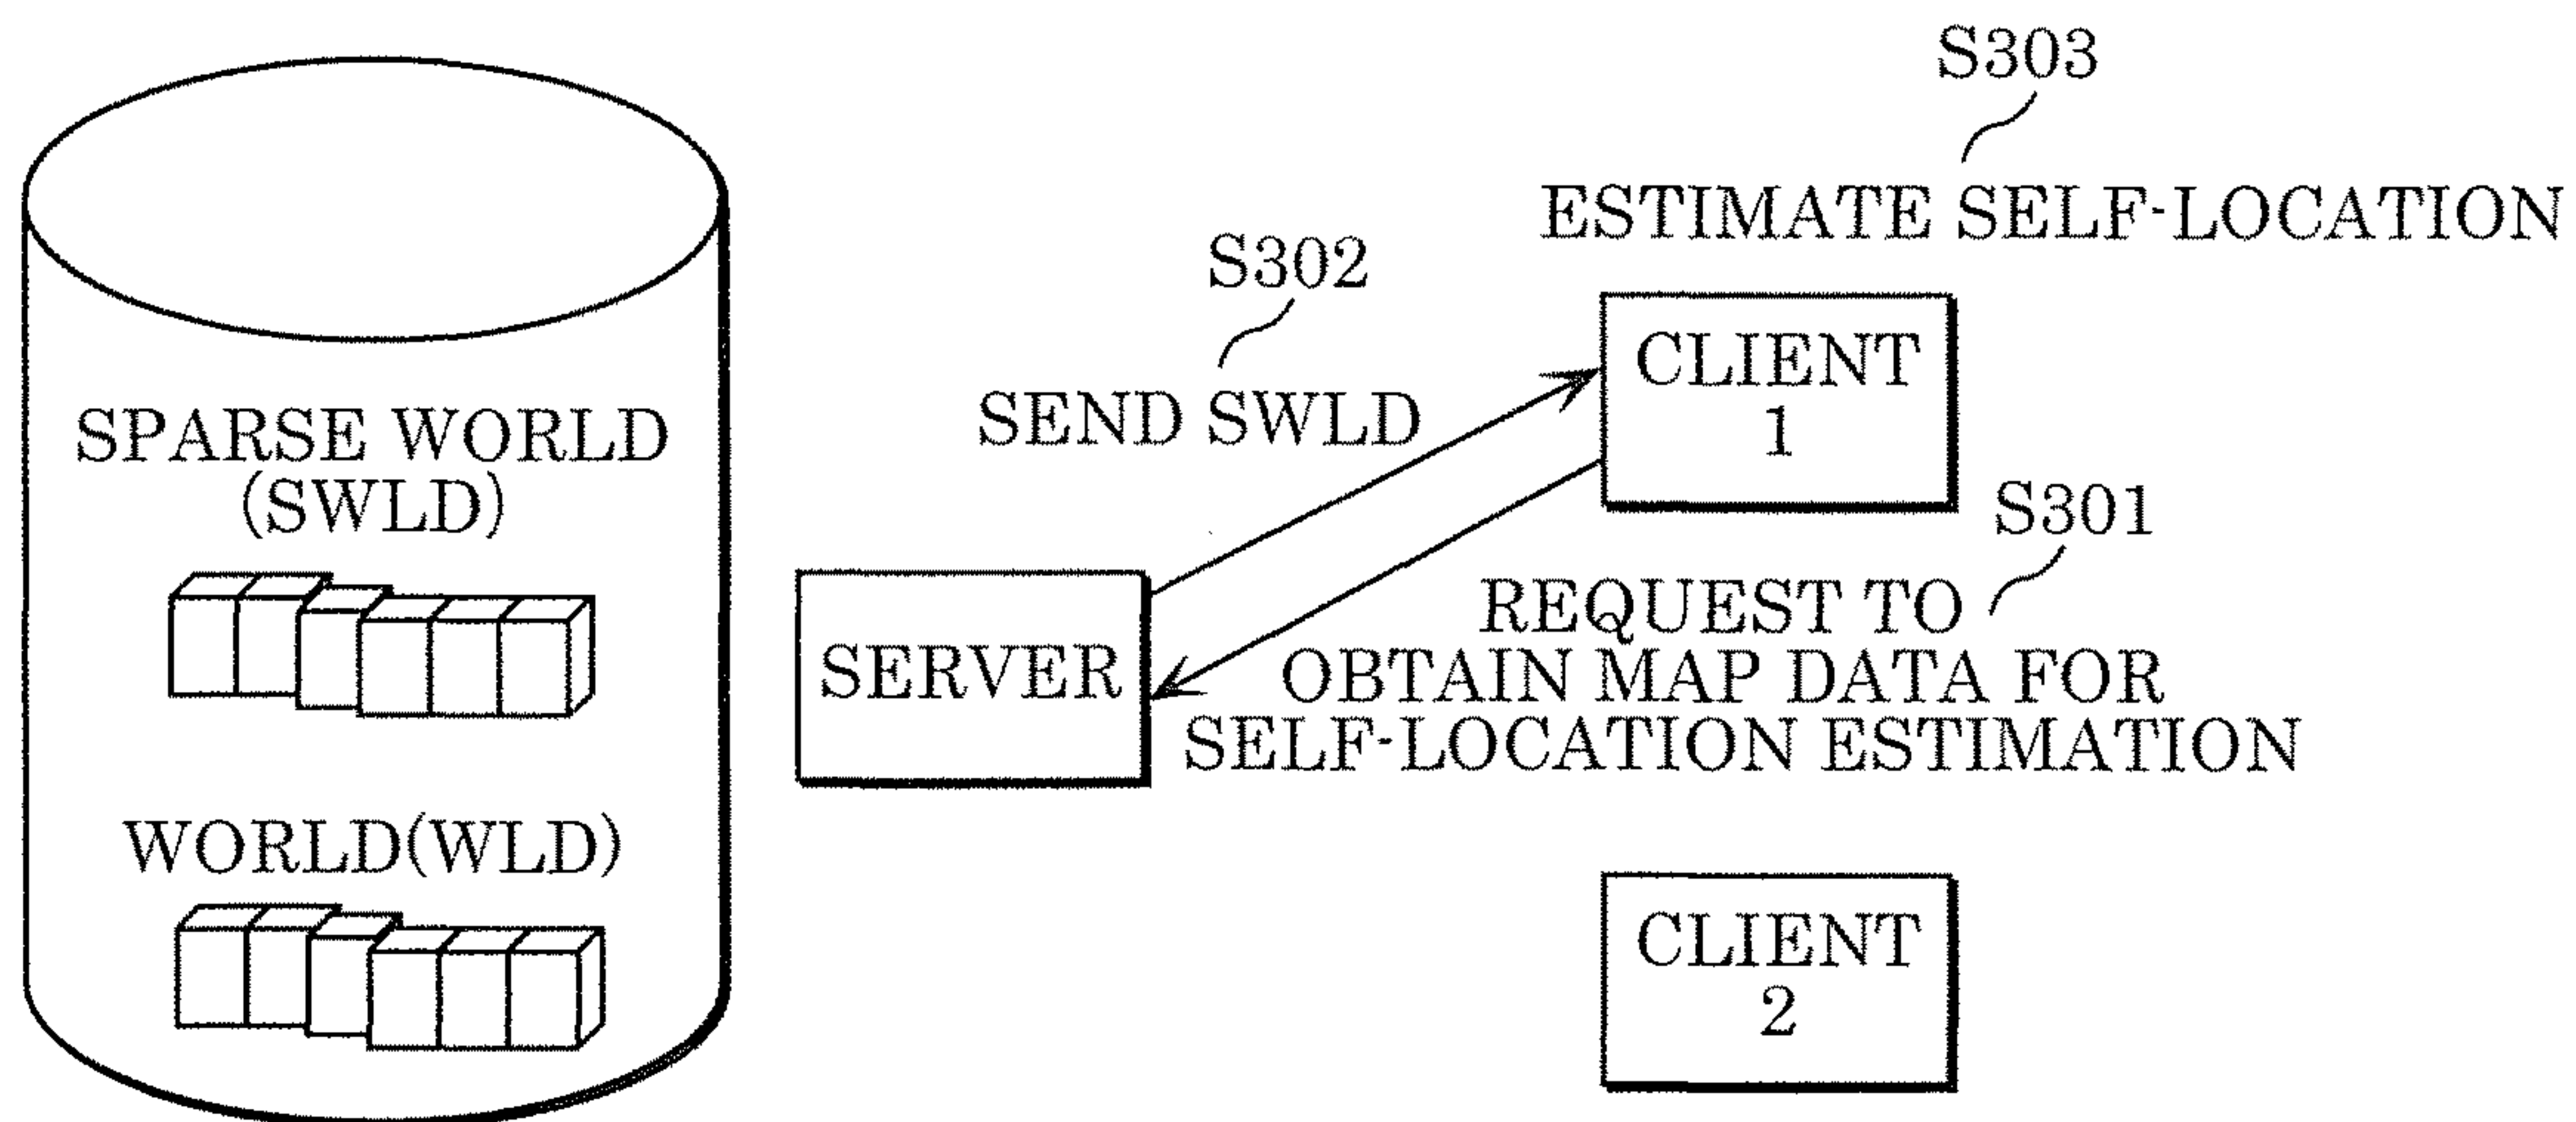 S303
ESTIMATE SELF-LOCATION
S302
SEND SWLD
CLIENT
1
SPARSE WORLD
(SWLD)
S301
REQUEST TO
OBTAIN MAP DATA FOR
SELF-LOCATION ESTIMATION
SERVER
WORLD(WLD)
CLIENT
2